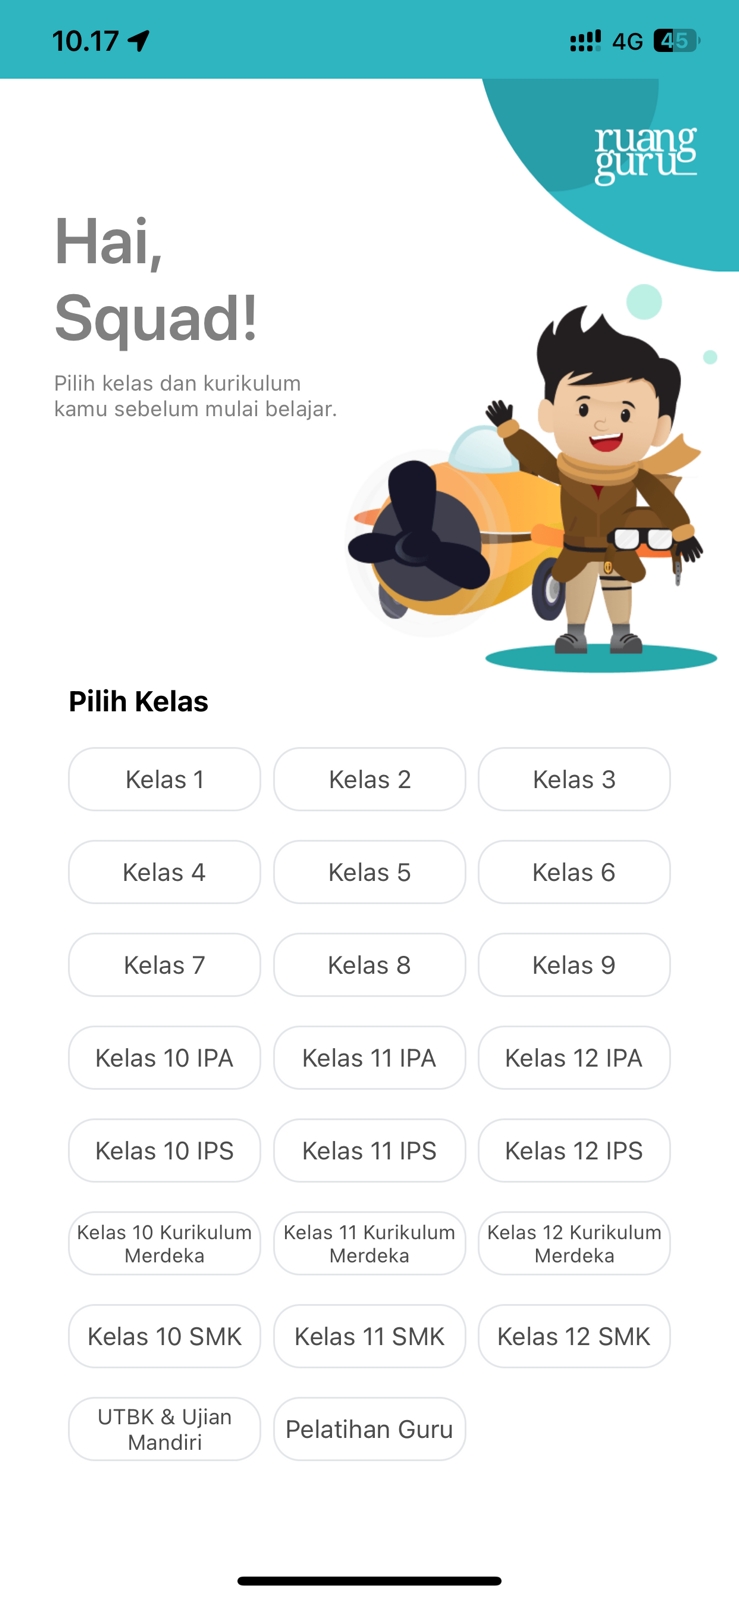 10.17
4G
45
ruang
guru
Hai,
Squad!
Pilih kelas dan kurikulum
kamu sebelum mulai belajar.
Pilih Kelas
Kelas 1
Kelas 2
Kelas 3
Kelas 4
Kelas 5
Kelas 6
Kelas 7
Kelas 8
Kelas 9
Kelas 10 IPA
Kelas 11 IPA
Kelas 12 IPA
Kelas 10 IPS
Kelas 11 IPS
Kelas 12 IPS
Kelas 10 Kurikulum
Merdeka
Kelas 11 Kurikulum
Merdeka
Kelas 12 Kurikulum
Merdeka
Kelas 10 SMK
Kelas 11 SMK
Kelas 12 SMK
UTBK & Ujian
Mandiri
Pelatihan Guru